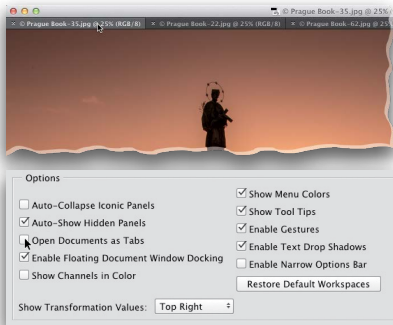 © Prague Book-35.jpg @ 25%
× © Prague Book-35.jpg @ 25% (RGB/8) × © Prague Book-22.jpg @ 25% (RGB/8) × © Prague Book-62.jpg @ 25%
Options
Auto-Collapse Iconic Panels
Auto-Show Hidden Panels
Open Documents as Tabs
Enable Floating Document Window Docking
Show Channels in Color
Show Transformation Values: Top Right
Show Menu Colors
Show Tool Tips
Enable Gestures
Enable Text Drop Shadows
Enable Narrow Options Bar
Restore Default Workspaces